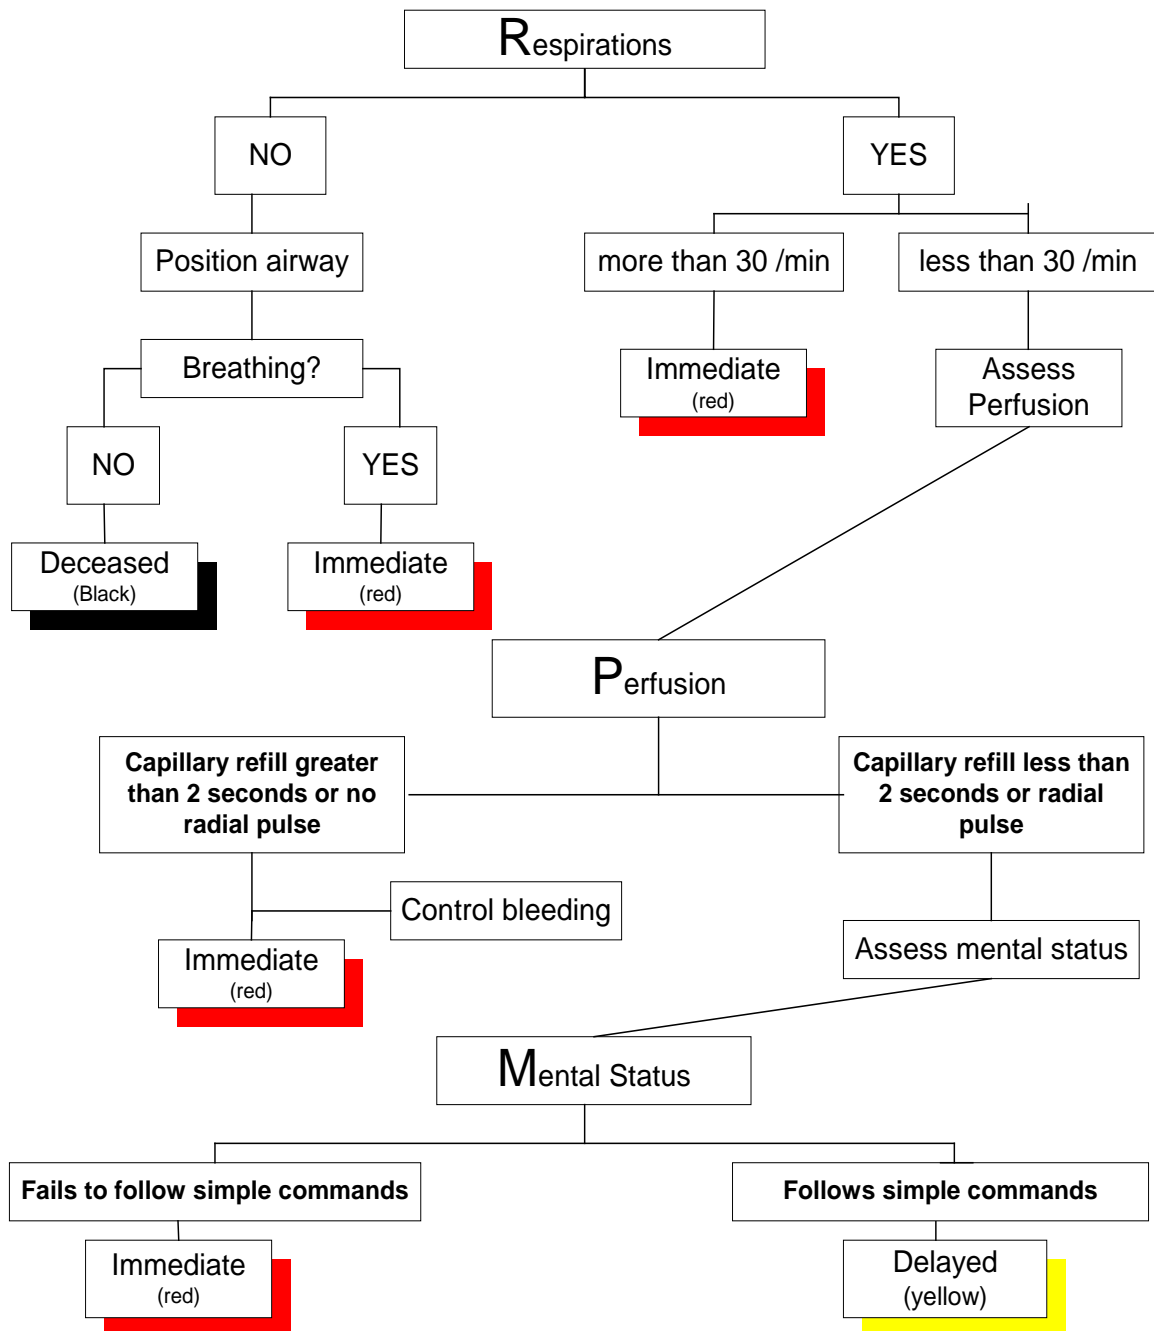 Respirations
NO
YES
Position airway
more than 30 /min
less than 30 /min
Breathing?
Immediate
(red)
Assess
Perfusion
NO
YES
Deceased
(Black)
Immediate
(red)
Perfusion
Capillary refill greater
than 2 seconds or no
radial pulse
Capillary refill less than
2 seconds or radial
pulse
Control bleeding
Immediate
(red)
Assess mental status
Mental Status
Fails to follow simple commands
Follows simple commands
Immediate
(red)
Delayed
(yellow)